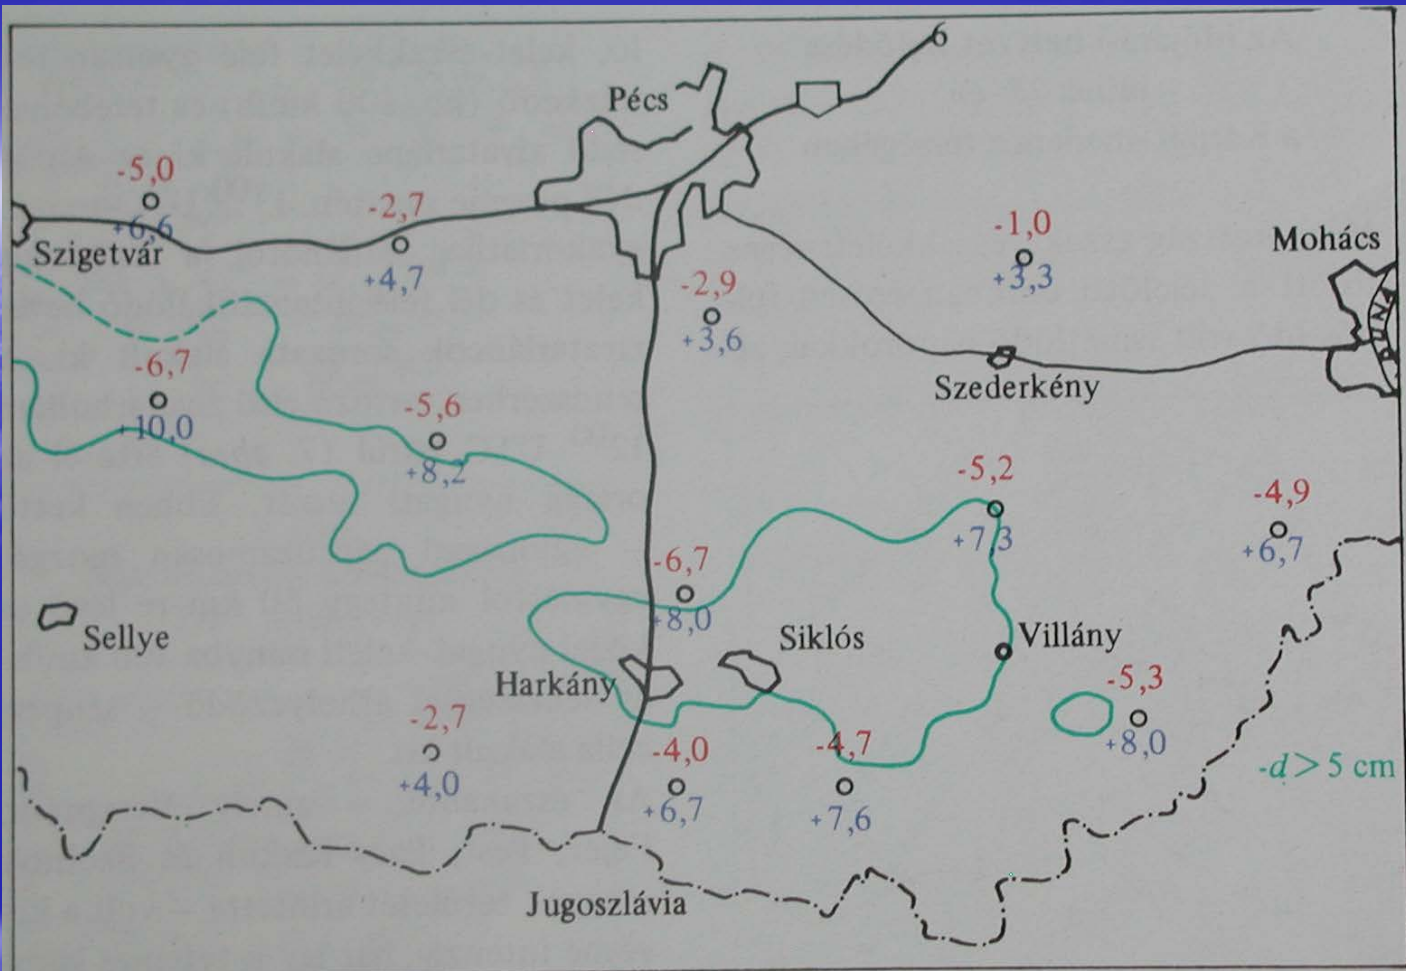 6
Pécs
-5,0
+6,6
Szigetvár
-2,7
+4,7
-1,0
+3,3
Mohács
-2,9
+3,6
Szederkény
-6,7
+10,0
-5,6
+8,2
-5,2
+7,3
-4,9
+6,7
-6,7
+8,0
Sellye
Siklós
Villány
Harkány
-5,3
+8,0
-2,7
+4,0
-4,0
+6,7
-4,7
+7,6
-d > 5 cm
Jugoszlávia